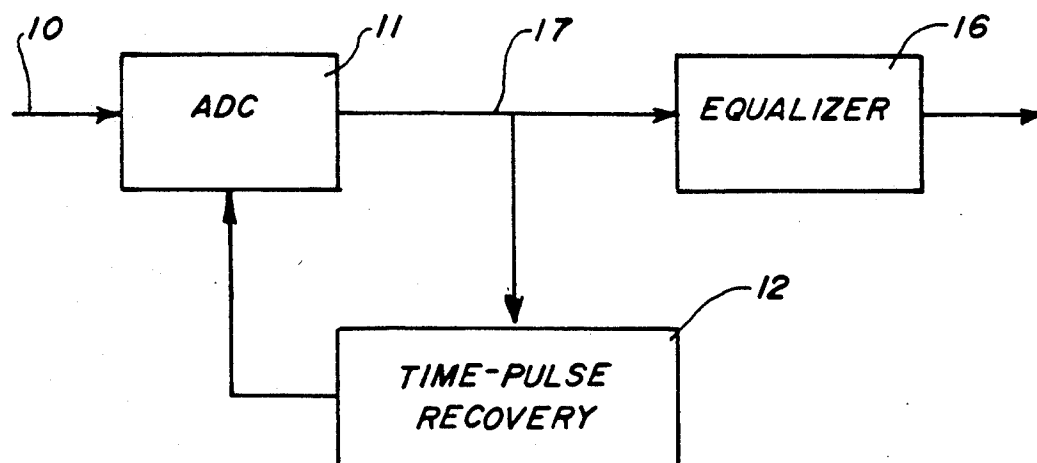 10
11
17
16
ADC
EQUALIZER
12
TIME-PULSE
RECOVERY